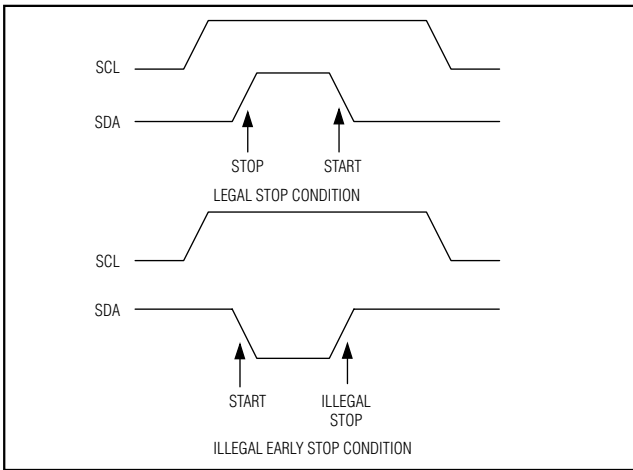 SCL
SDA
STOP START
LEGAL STOP CONDITION
SCL
SDA
START ILLEGAL
STOP
ILLEGAL EARLY STOP CONDITION